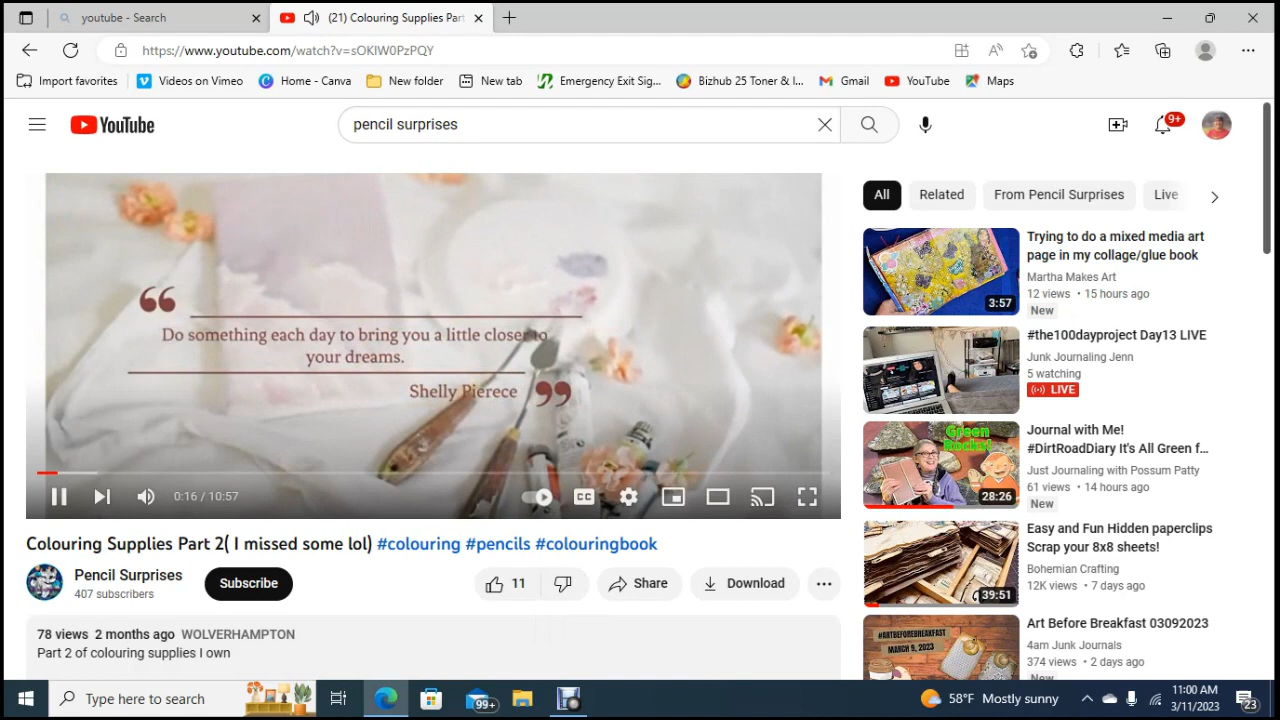 youtube - Search
(21) Colouring Supplies Part
https://www.youtube.com/watch?v=sOKIW0PzPQY
Import favorites
Videos on Vimeo
Home - Canva
New folder
New tab
Emergency Exit Sig...
Bizhub 25 Toner & I...
Gmail
YouTube
Maps
YouTube
pencil surprises
9+
“
Do something each day to bring you a little closer to
your dreams.
Shelly Pierece
”
0:16 / 10:57
CC
Colouring Supplies Part 2( I missed some lol) #colouring #pencils #colouringbook
Pencil Surprises
407 subscribers
Subscribe
11
Share
Download
78 views 2 months ago WOLVERHAMPTON
Part 2 of colouring supplies I own
All
Related
From Pencil Surprises
Live
3:57
Trying to do a mixed media art
page in my collage/glue book
Martha Makes Art
12 views • 15 hours ago
New
#the100dayproject Day13 LIVE
Junk Journaling Jenn
5 watching
LIVE
Green
28:26
Journal with Me!
#DirtRoadDiary It's All Green f...
Just Journaling with Possum Patty
61 views • 14 hours ago
New
39:51
Easy and Fun Hidden paperclips
Scrap your 8x8 sheets!
Bohemian Crafting
12K views • 7 days ago
#ARTBEFOREBREAKFAST
MARCH 9, 2023
Art Before Breakfast 03092023
4am Junk Journals
374 views • 2 days ago
New
Type here to search
99+
58°F Mostly sunny
11:00 AM
3/11/2023
23